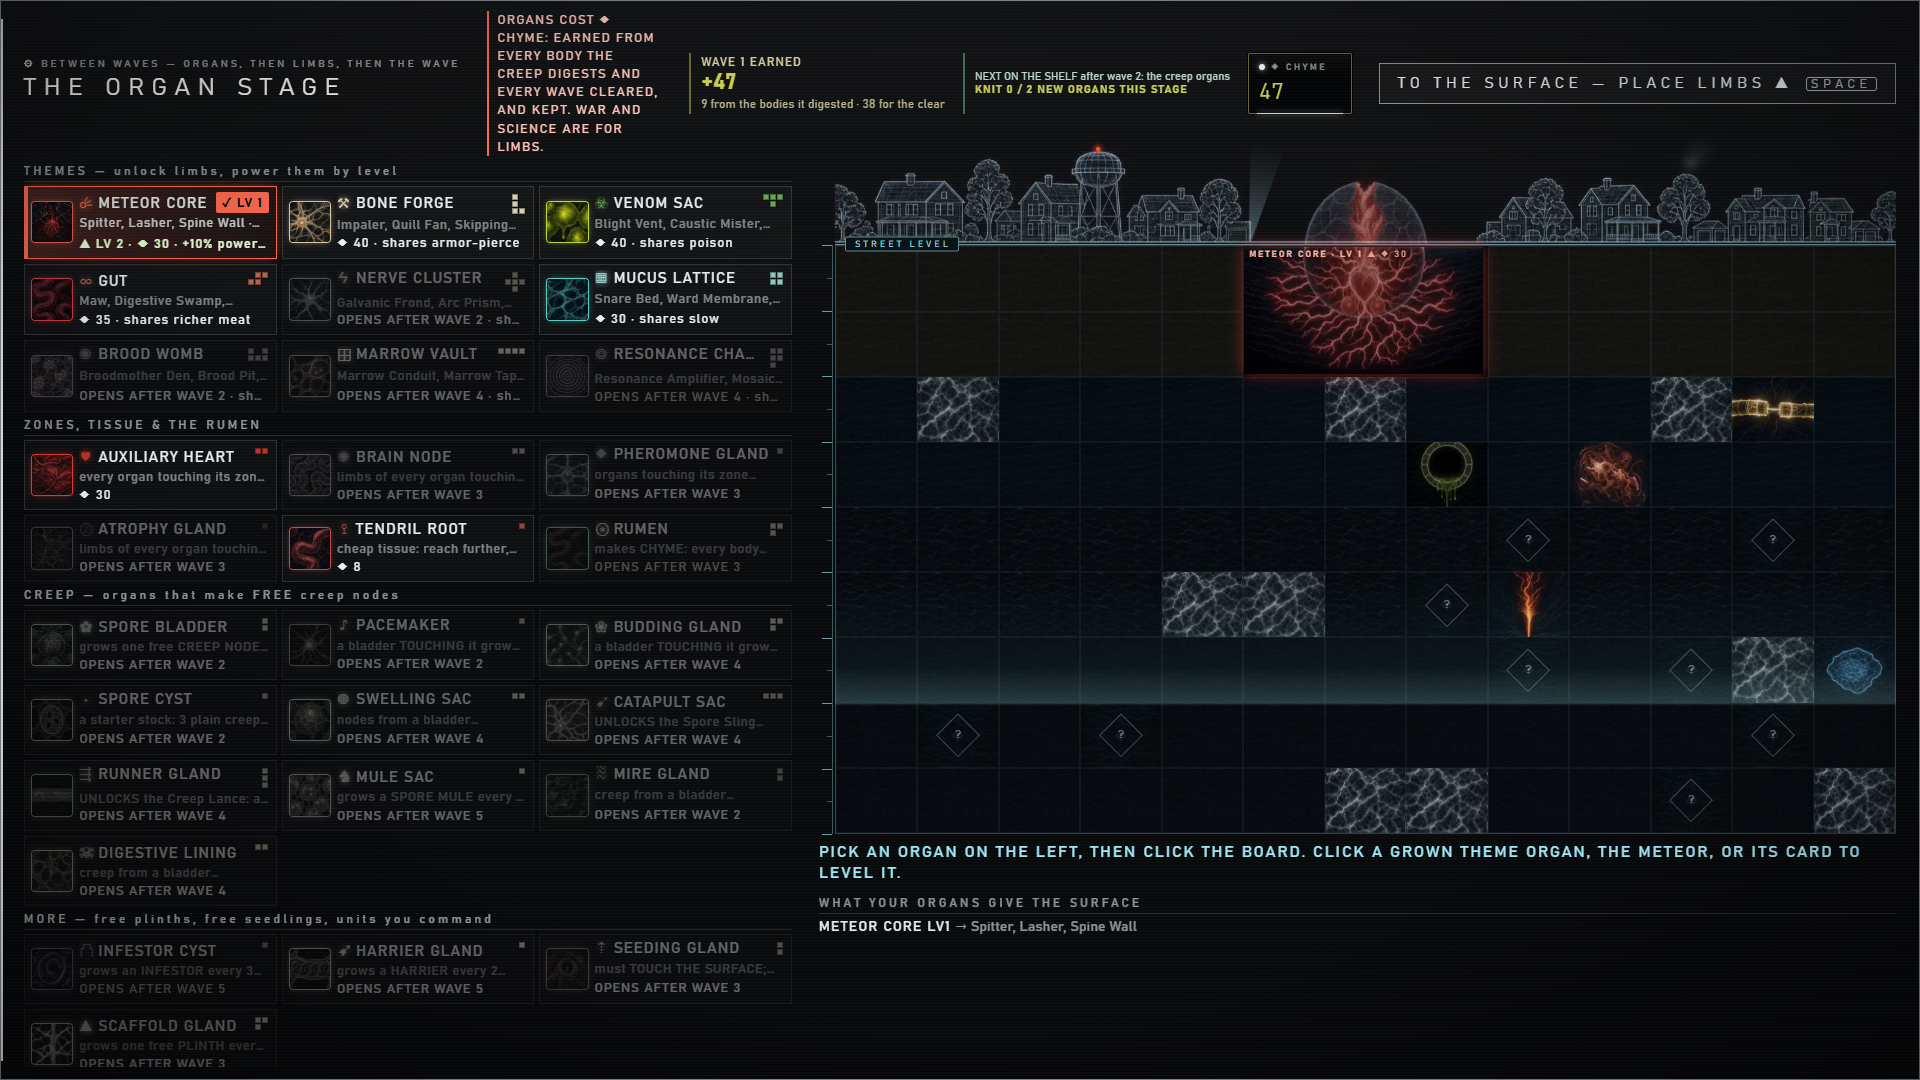 BETWEEN WAVES — ORGANS, THEN LIMBS, THEN THE WAVE
THE ORGAN STAGE
ORGANS COST ◆
CHYME: EARNED FROM
EVERY BODY THE
CREEP DIGESTS AND
EVERY WAVE CLEARED,
AND KEPT. WAR AND
SCIENCE ARE FOR
LIMBS.
WAVE 1 EARNED
+47
9 from the bodies it digested · 38 for the clear
NEXT ON THE SHELF after wave 2: the creep organs
KNIT 0 / 2 NEW ORGANS THIS STAGE
◆ CHYME
47
TO THE SURFACE — PLACE LIMBS ▲ SPACE
THEMES — unlock limbs, power them by level
METEOR CORE ✓ LV 1
Spitter, Lasher, Spine Wall ·…
▲ LV 2 · ◆ 30 · +10% power…
BONE FORGE
Impaler, Quill Fan, Skipping…
◆ 40 · shares armor-pierce
VENOM SAC
Blight Vent, Caustic Mister,…
◆ 40 · shares poison
GUT
Maw, Digestive Swamp,…
◆ 35 · shares richer meat
NERVE CLUSTER
Galvanic Frond, Arc Prism,…
OPENS AFTER WAVE 2 · sh…
MUCUS LATTICE
Snare Bed, Ward Membrane,…
◆ 30 · shares slow
BROOD WOMB
Broodmother Den, Brood Pit,…
OPENS AFTER WAVE 2 · sh…
MARROW VAULT
Marrow Conduit, Marrow Tap…
OPENS AFTER WAVE 4 · sh…
RESONANCE CHA…
Resonance Amplifier, Mosaic…
OPENS AFTER WAVE 4 · sh…
ZONES, TISSUE & THE RUMEN
AUXILIARY HEART
every organ touching its zon…
◆ 30
BRAIN NODE
limbs of every organ touchin…
OPENS AFTER WAVE 3
PHEROMONE GLAND
organs touching its zone…
OPENS AFTER WAVE 3
ATROPHY GLAND
limbs of every organ touchin…
OPENS AFTER WAVE 3
TENDRIL ROOT
cheap tissue: reach further,…
◆ 8
RUMEN
makes CHYME: every body…
OPENS AFTER WAVE 3
CREEP — organs that make FREE creep nodes
SPORE BLADDER
grows one free CREEP NODE…
OPENS AFTER WAVE 2
PACEMAKER
a bladder TOUCHING it grow…
OPENS AFTER WAVE 2
BUDDING GLAND
a bladder TOUCHING it grow…
OPENS AFTER WAVE 4
SPORE CYST
a starter stock: 3 plain creep…
OPENS AFTER WAVE 2
SWELLING SAC
nodes from a bladder…
OPENS AFTER WAVE 4
CATAPULT SAC
UNLOCKS the Spore Sling…
OPENS AFTER WAVE 4
RUNNER GLAND
UNLOCKS the Creep Lance: a…
OPENS AFTER WAVE 4
MULE SAC
grows a SPORE MULE every …
OPENS AFTER WAVE 5
MIRE GLAND
creep from a bladder…
OPENS AFTER WAVE 2
DIGESTIVE LINING
creep from a bladder…
OPENS AFTER WAVE 4
MORE — free plinths, free seedlings, units you command
INFESTOR CYST
grows an INFESTOR every 3…
OPENS AFTER WAVE 5
HARRIER GLAND
grows a HARRIER every 2…
OPENS AFTER WAVE 5
SEEDING GLAND
must TOUCH THE SURFACE;…
OPENS AFTER WAVE 3
SCAFFOLD GLAND
grows one free PLINTH ever…
OPENS AFTER WAVE 3
STREET LEVEL
METEOR CORE · LV 1 ▲ ◆ 30
?
?
?
?
?
?
?
?
?
PICK AN ORGAN ON THE LEFT, THEN CLICK THE BOARD. CLICK A GROWN THEME ORGAN, THE METEOR, OR ITS CARD TO
LEVEL IT.
WHAT YOUR ORGANS GIVE THE SURFACE
METEOR CORE LV1 → Spitter, Lasher, Spine Wall